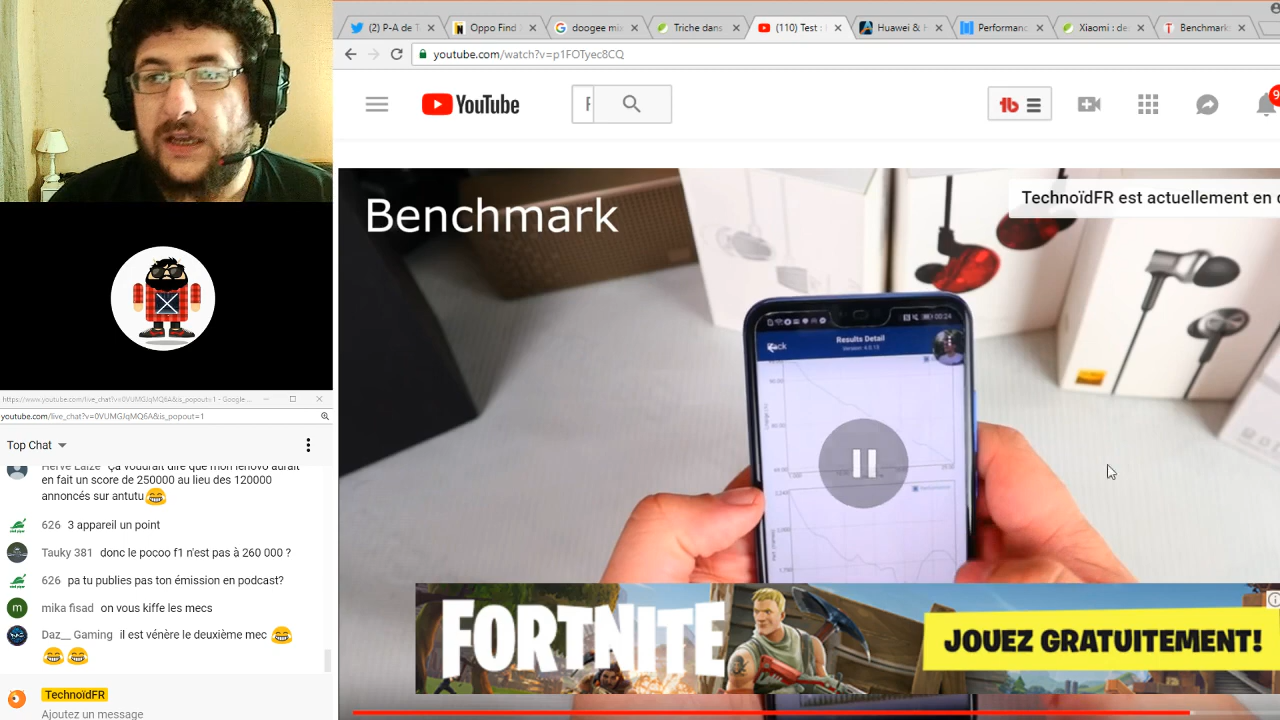 (2) P-A de T
Oppo Find
doogee mix
Triche dans
(110) Test :
Huawei & H
Performanc
Xiaomi : de
Benchmark
youtube.com/watch?v=p1FOTyec8CQ
YouTube
9
Benchmark
TechnoïdFR est actuellement en d
00:24
Results Detail
FORTNITE
JOUEZ GRATUITEMENT!
youtube.com/live_chat?v=0VUMGJqMQ6A&is_popout=1
Top Chat
Hervé Laize Ça voudrait dire que mon lenovo aurait
en fait un score de 250000 au lieu des 120000
annoncés sur antutu 😂
626 3 appareil un point
Tauky 381 donc le pocoo f1 n'est pas à 260 000 ?
626 pa tu publies pas ton émission en podcast?
mika fisad on vous kiffe les mecs
Daz__ Gaming il est vénère le deuxième mec 😂
😂😂
TechnoïdFR
Ajoutez un message